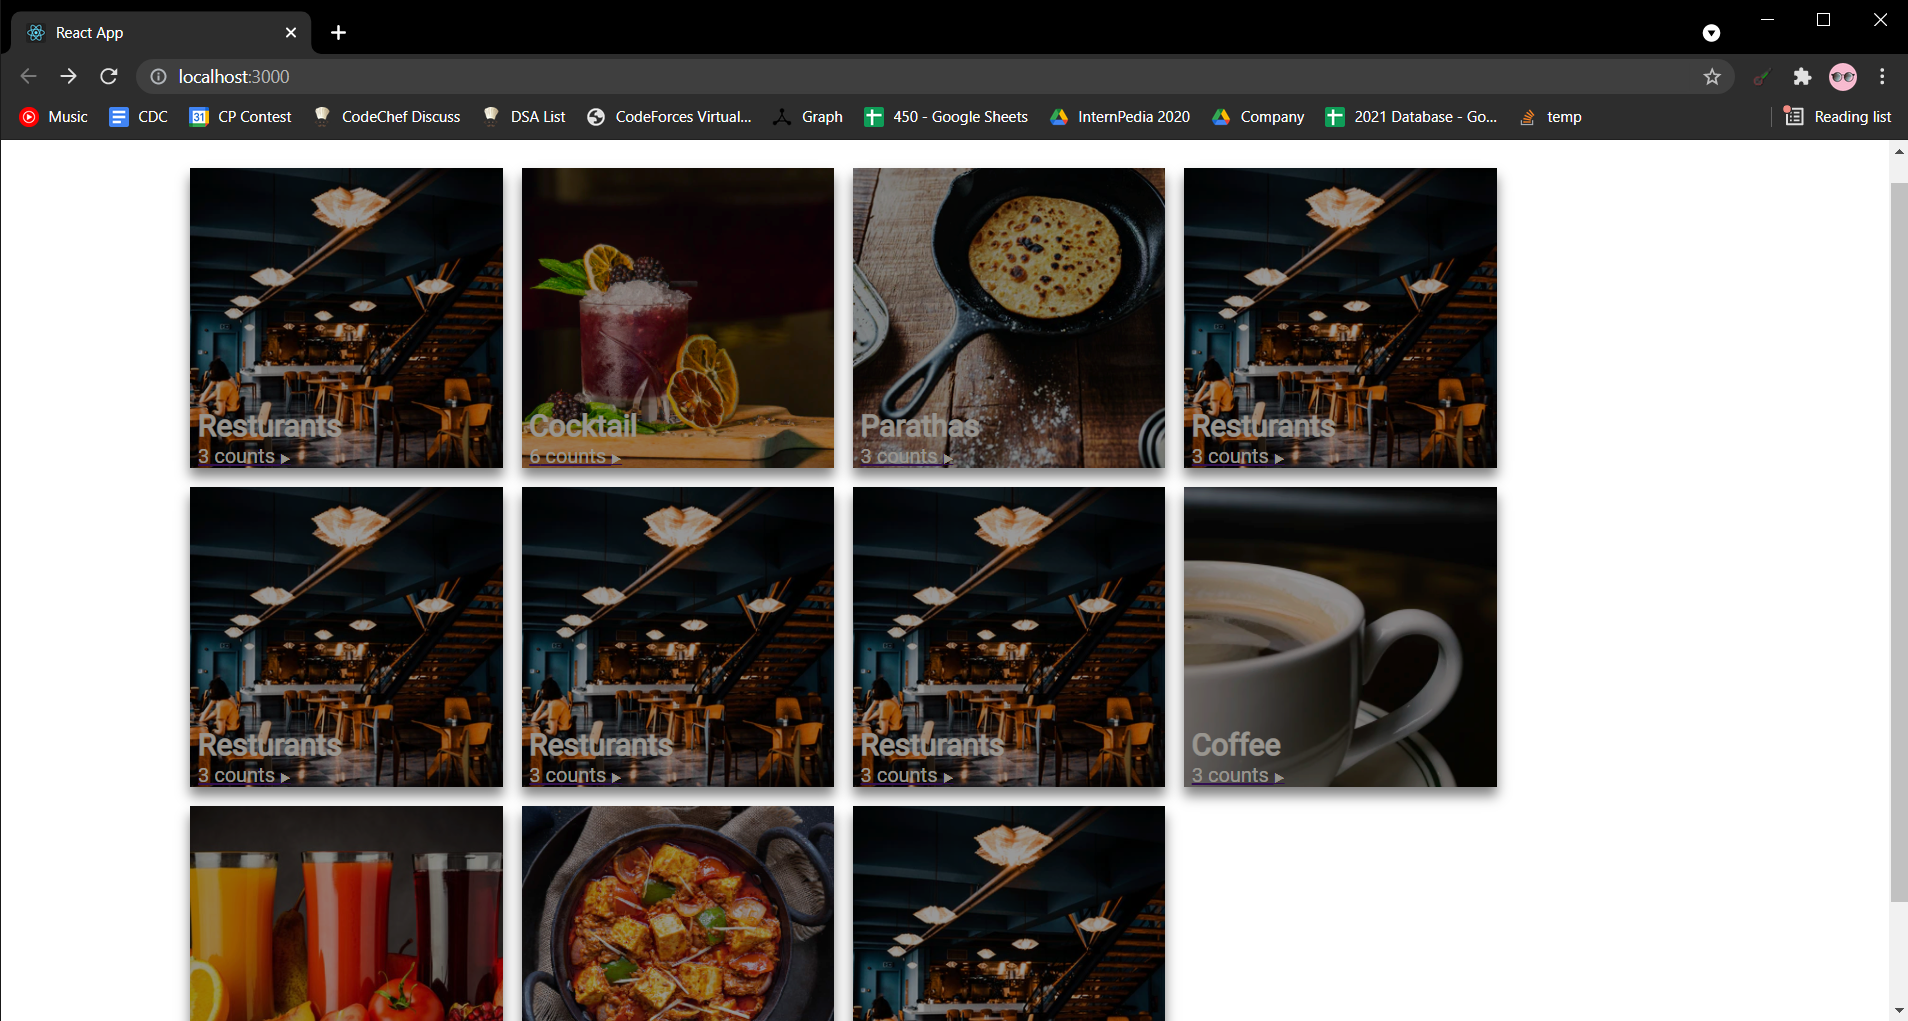 React App
localhost:3000
Music CDC CP Contest CodeChef Discuss DSA List CodeForces Virtual... Graph 450 - Google Sheets InternPedia 2020 Company 2021 Database - Go... temp Reading list
Resturants Cocktail Parathas Resturants
3 counts ▸ 6 counts ▸ 3 counts ▸ 3 counts ▸
Resturants Resturants Resturants Coffee
3 counts ▸ 3 counts ▸ 3 counts ▸ 3 counts ▸